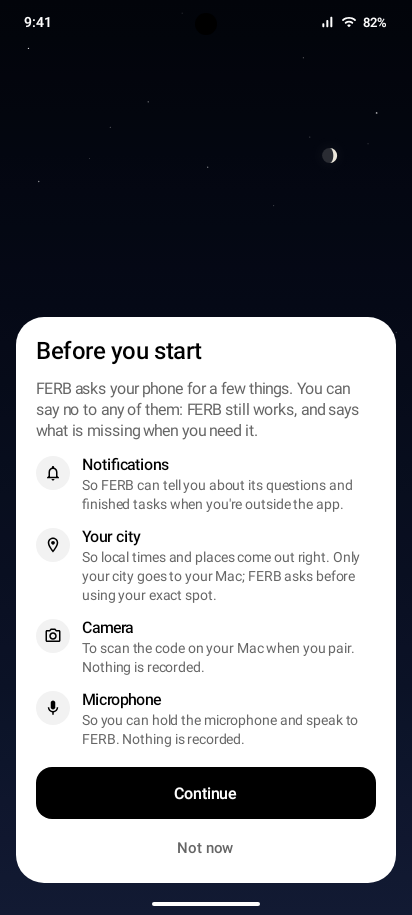 9:41
82%
Before you start
FERB asks your phone for a few things. You can
say no to any of them: FERB still works, and says
what is missing when you need it.
Notifications
So FERB can tell you about its questions and
finished tasks when you're outside the app.
Your city
So local times and places come out right. Only
your city goes to your Mac; FERB asks before
using your exact spot.
Camera
To scan the code on your Mac when you pair.
Nothing is recorded.
Microphone
So you can hold the microphone and speak to
FERB. Nothing is recorded.
Continue
Not now